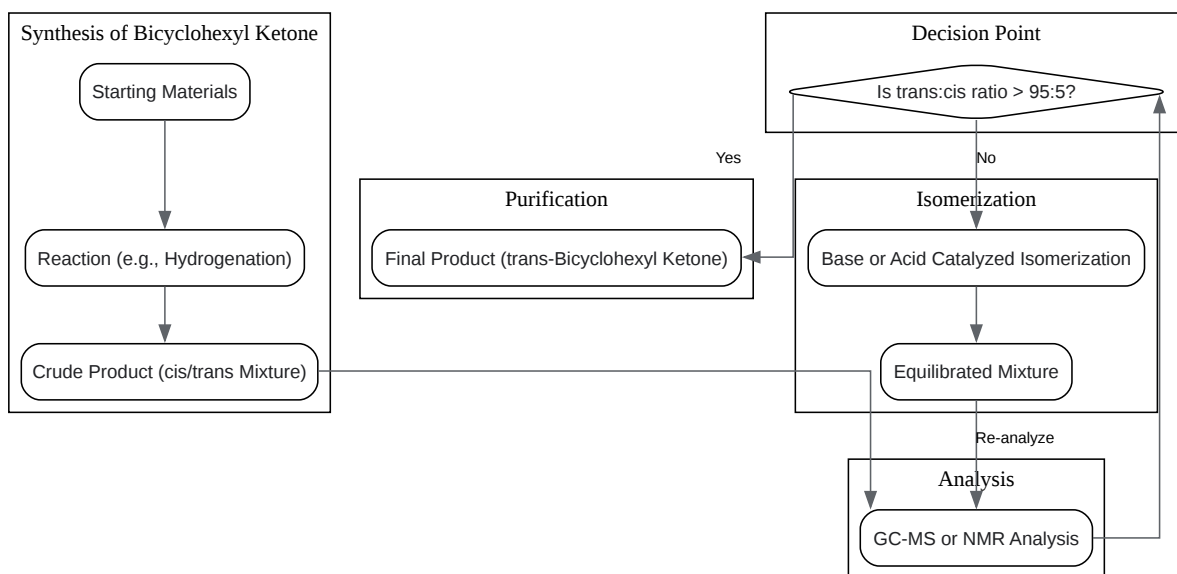 Synthesis of Bicyclohexyl Ketone
Starting Materials
Reaction (e.g., Hydrogenation)
Crude Product (cis/trans Mixture)
Decision Point
Is trans:cis ratio > 95:5?
Yes
No
Purification
Final Product (trans-Bicyclohexyl Ketone)
Isomerization
Base or Acid Catalyzed Isomerization
Equilibrated Mixture
Re-analyze
Analysis
GC-MS or NMR Analysis